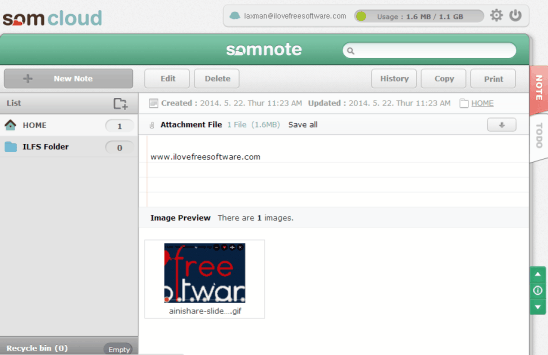 somcloud
laxman@ilovefreesoftware.com
Usage : 1.6 MB / 1.1 GB
somnote
+ New Note
Edit
Delete
History
Copy
Print
NOTE
TODO
List
HOME
1
ILFS Folder
0
Created : 2014. 5. 22. Thur 11:23 AM Updated : 2014. 5. 22. Thur 11:23 AM HOME
Attachment File 1 File (1.6MB) Save all
www.ilovefreesoftware.com
Image Preview There are 1 images.
free
oftwar
ainishare-slide....gif
Recycle bin (0)
Empty